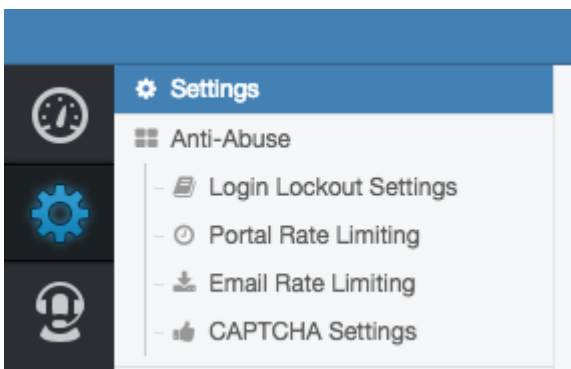 Settings
Anti-Abuse
Login Lockout Settings
Portal Rate Limiting
Email Rate Limiting
CAPTCHA Settings